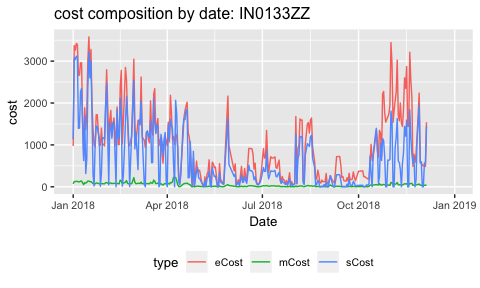 cost composition by date: IN0133ZZ
3000
2000
1000
0
cost
Jan 2018
Apr 2018
Jul 2018
Oct 2018
Jan 2019
Date
type
eCost
mCost
sCost